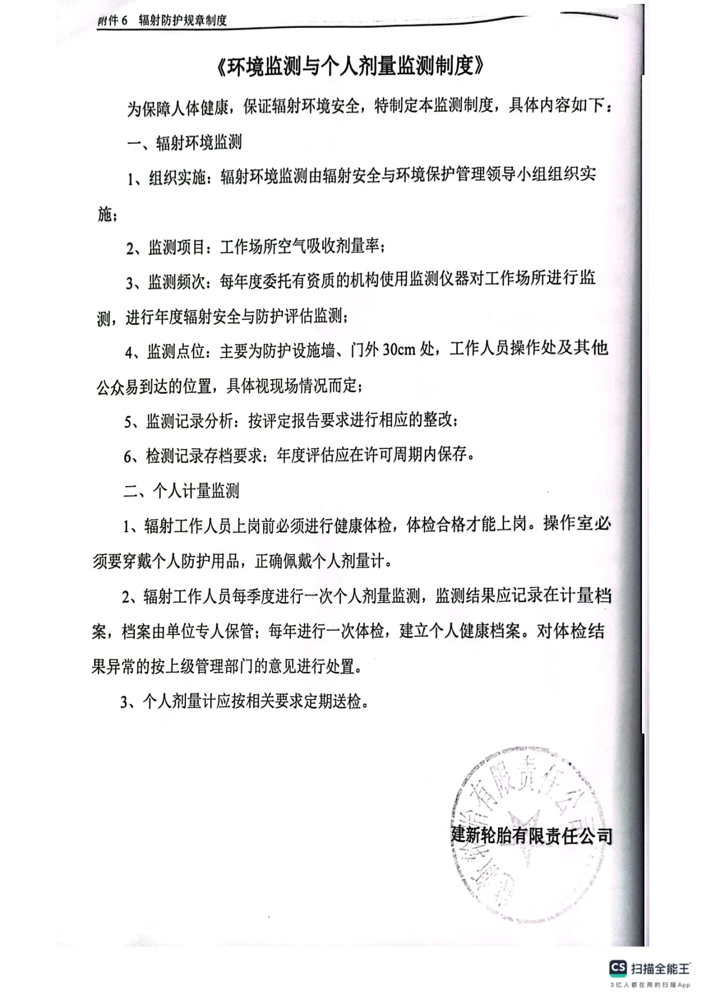 附件 6 辐射防护规章制度
《环境监测与个人剂量监测制度》
为保障人体健康，保证辐射环境安全，特制定本监测制度，具体内容如下：
一、辐射环境监测
1、组织实施：辐射环境监测由辐射安全与环境保护管理领导小组组织实
施；
2、监测项目：工作场所空气吸收剂量率；
3、监测频次：每年度委托有资质的机构使用监测仪器对工作场所进行监
测，进行年度辐射安全与防护评估监测；
4、监测点位：主要为防护设施墙、门外 30cm 处，工作人员操作处及其他
公众易到达的位置，具体视现场情况而定；
5、监测记录分析：按评定报告要求进行相应的整改；
6、检测记录存档要求：年度评估应在许可周期内保存。
二、个人计量监测
1、辐射工作人员上岗前必须进行健康体检，体检合格才能上岗。操作室必
须要穿戴个人防护用品，正确佩戴个人剂量计。
2、辐射工作人员每季度进行一次个人剂量监测，监测结果应记录在计量档
案，档案由单位专人保管；每年进行一次体检，建立个人健康档案。对体检结
果异常的按上级管理部门的意见进行处置。
3、个人剂量计应按相关要求定期送检。
建新轮胎有限责任公司
建新轮胎有限责任公司
CS 扫描全能王
3亿人都在用的扫描App